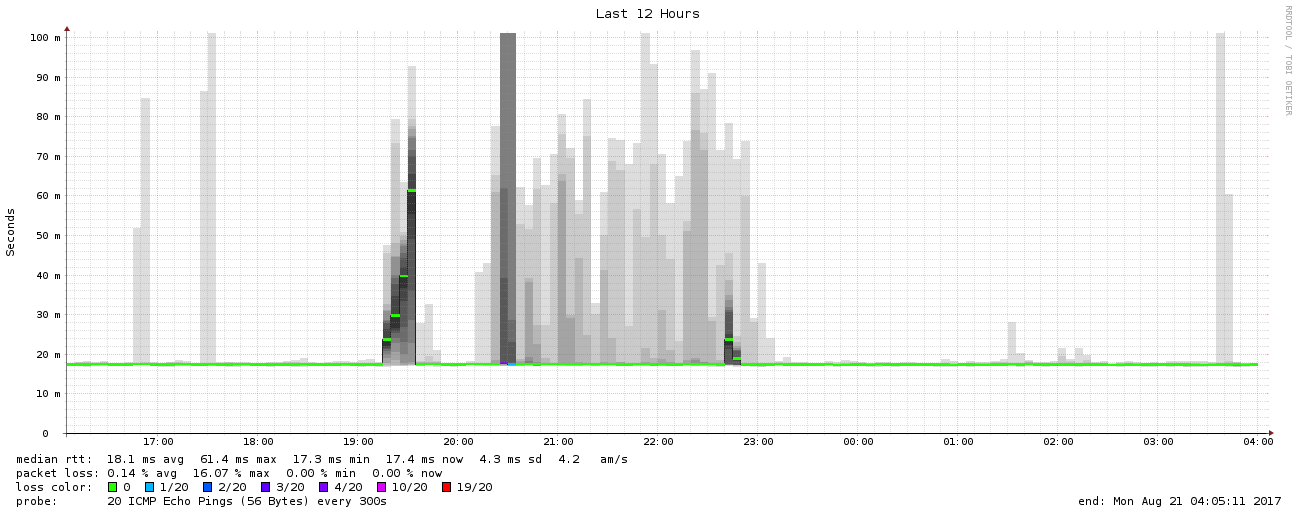 Last 12 Hours
RRDTOOL / TOBI OETIKER
Seconds
100 m
90 m
80 m
70 m
60 m
50 m
40 m
30 m
20 m
10 m
0
17:00 18:00 19:00 20:00 21:00 22:00 23:00 00:00 01:00 02:00 03:00 04:00
median rtt: 18.1 ms avg 61.4 ms max 17.3 ms min 17.4 ms now 4.3 ms sd 4.2 am/s
packet loss: 0.14 % avg 16.07 % max 0.00 % min 0.00 % now
loss color: 0 1/20 2/20 3/20 4/20 10/20 19/20
probe: 20 ICMP Echo Pings (56 Bytes) every 300s end: Mon Aug 21 04:05:11 2017